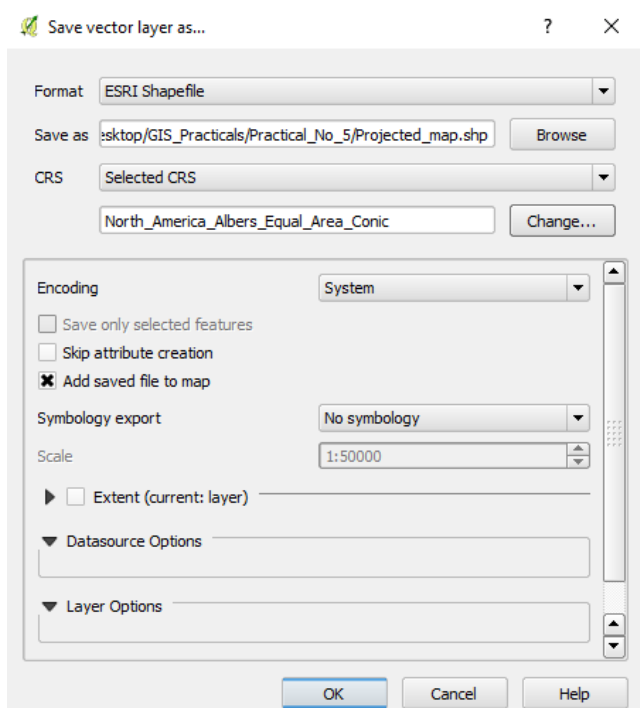 Save vector layer as... ?
Format ESRI Shapefile
Save as esktop/GIS_Practicals/Practical_No_5/Projected_map.shp Browse
CRS Selected CRS
North_America_Albers_Equal_Area_Conic Change...
Encoding System
Save only selected features
Skip attribute creation
Add saved file to map
Symbology export No symbology
Scale 1:50000
Extent (current: layer)
Datasource Options
Layer Options
OK Cancel Help